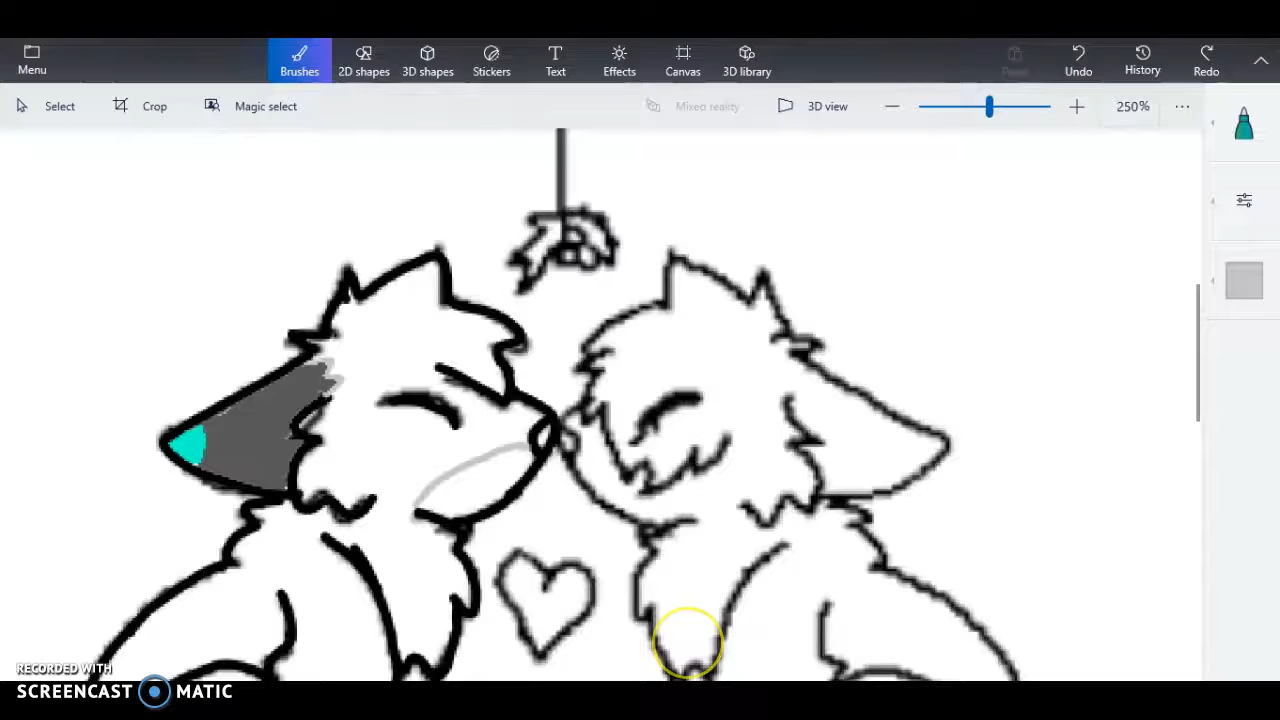 Menu
Brushes
2D shapes
3D shapes
Stickers
Text
Effects
Canvas
3D library
Undo
History
Redo
Select
Crop
Magic select
Mixed reality
3D view
250%
RECORDED WITH
SCREENCAST MATIC